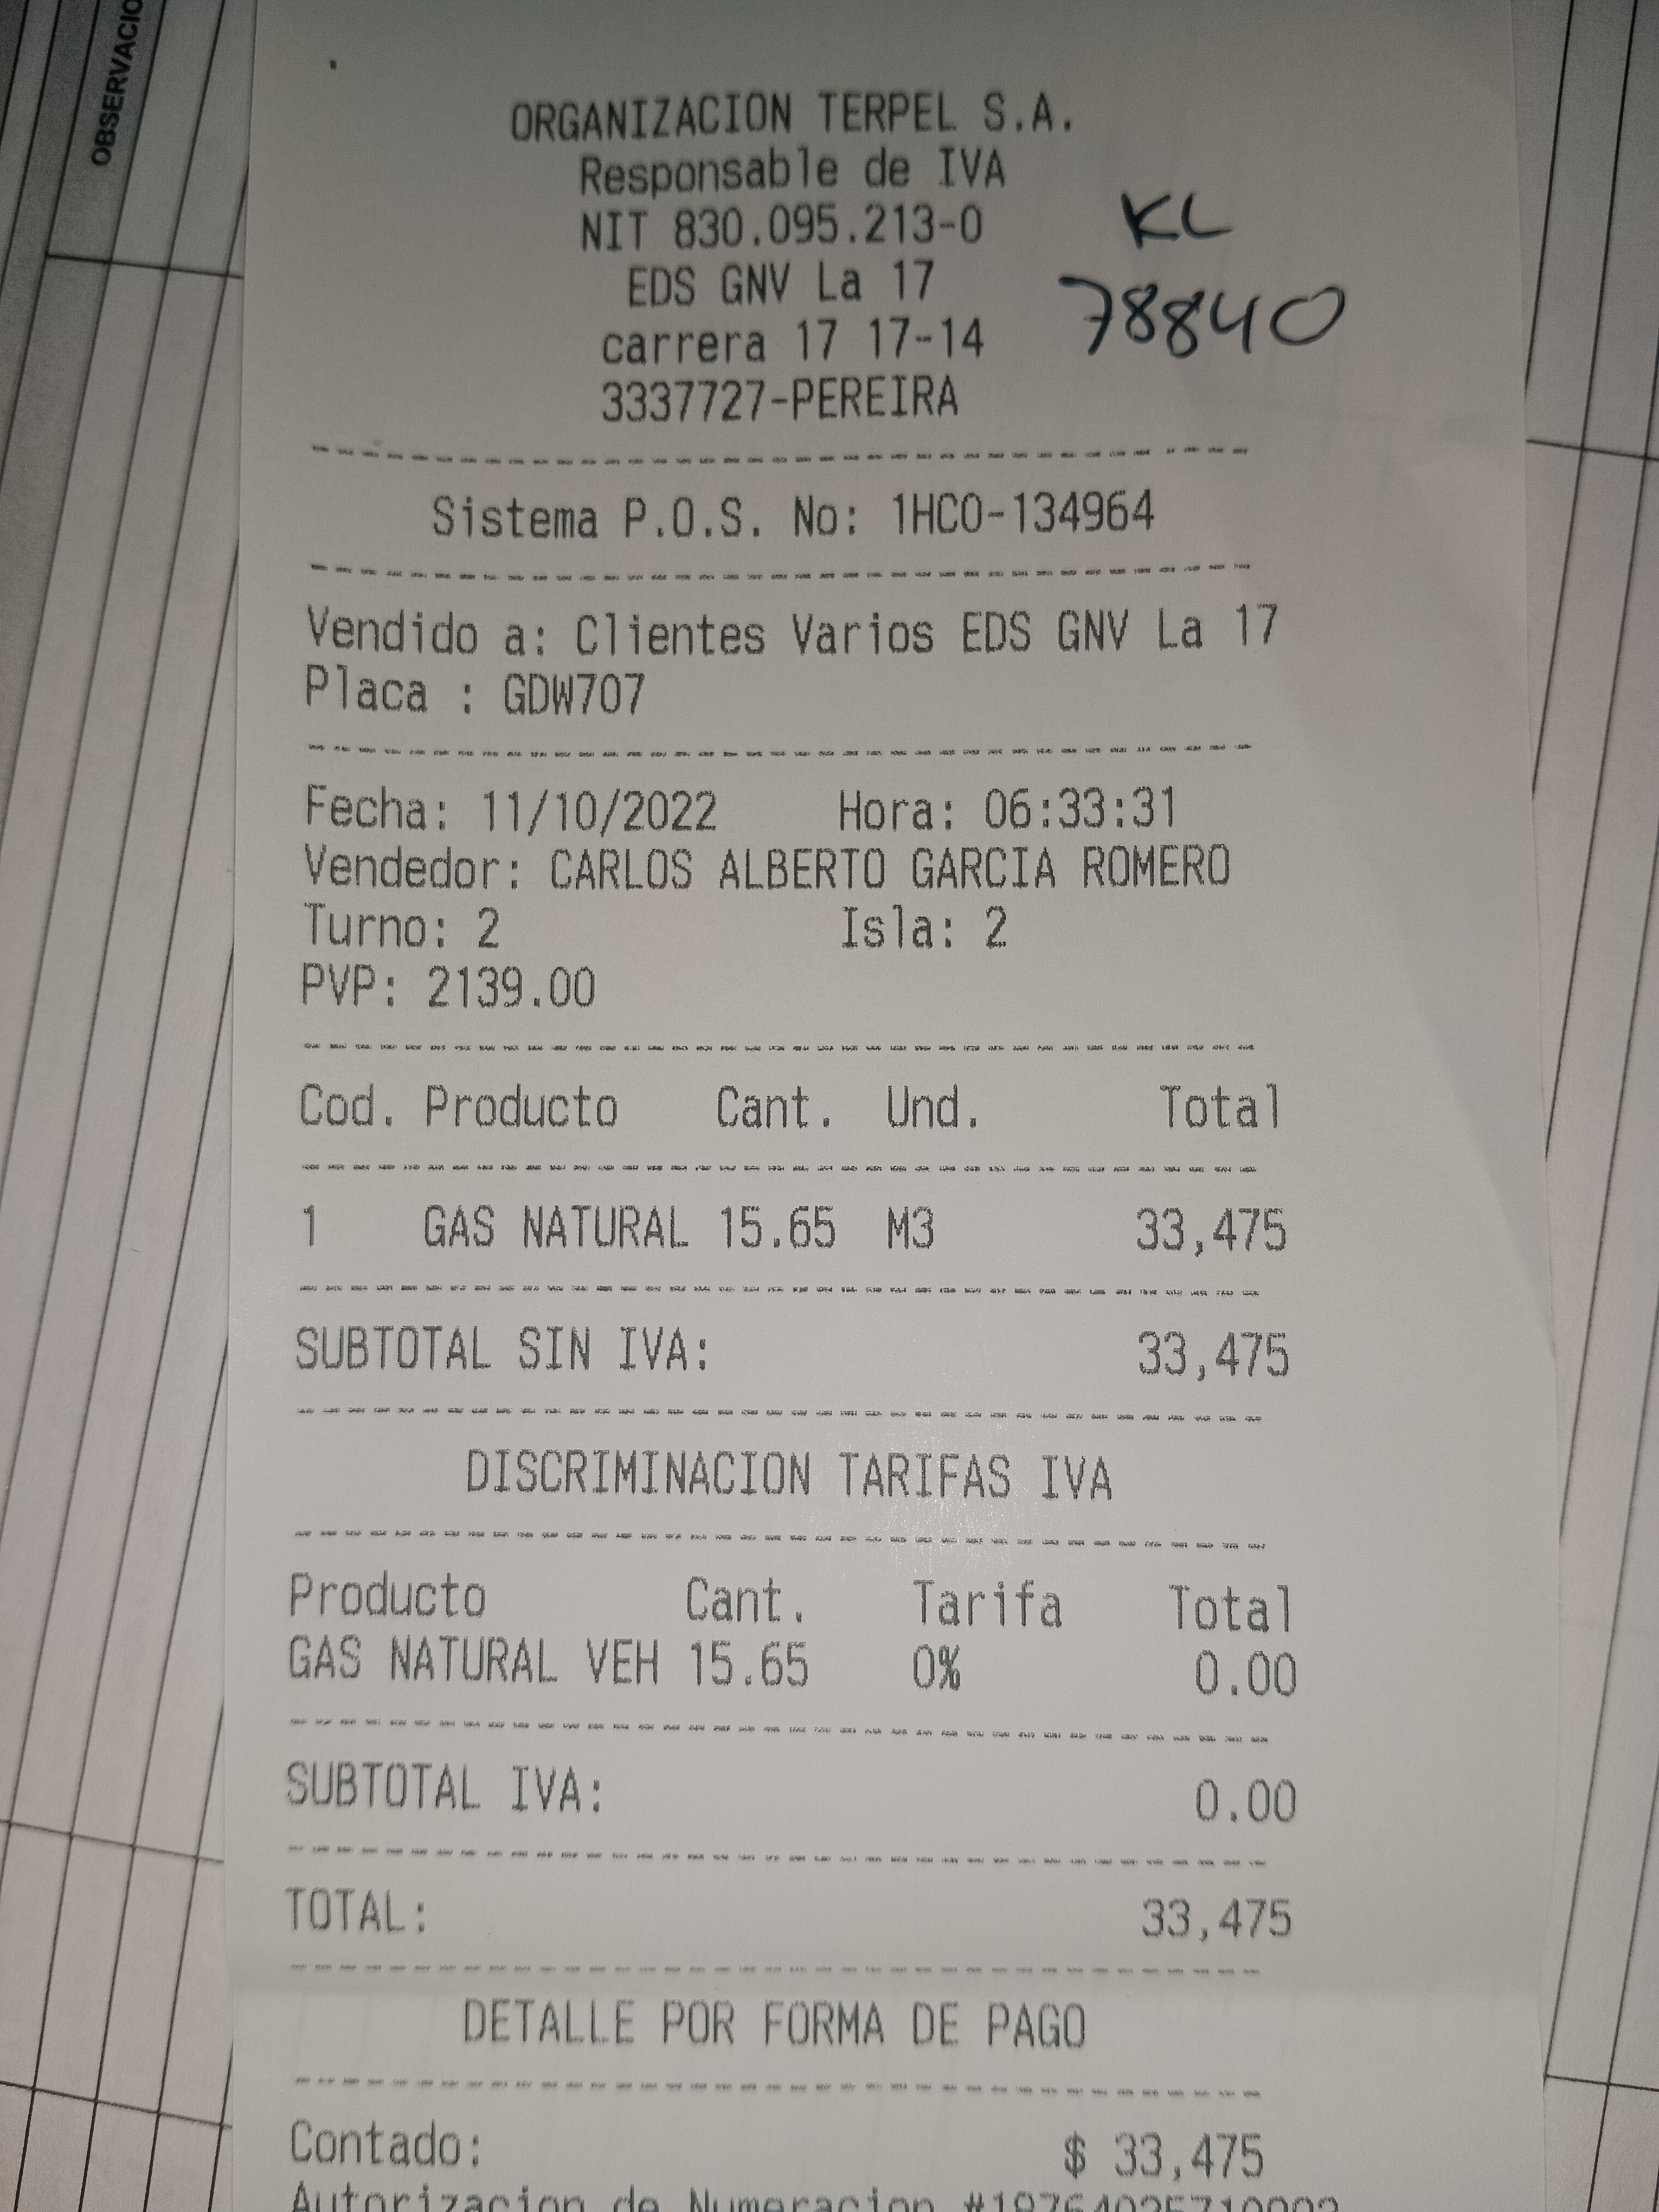 OBSERVACIO
ORGANIZACION TERPEL S.A.
Responsable de IVA
NIT 830.095.213-0
EDS GNV La 17
carrera 17 17-14
3337727-PEREIRA
KL
78840
Sistema P.O.S. No: 1HCO-134964
Vendido a: Clientes Varios EDS GNV La 17
Placa : GDW707
Fecha: 11/10/2022 Hora: 06:33:31
Vendedor: CARLOS ALBERTO GARCIA ROMERO
Turno: 2 Isla: 2
PVP: 2139.00
Cod. Producto Cant. Und. Total
1 GAS NATURAL 15.65 M3 33,475
SUBTOTAL SIN IVA: 33,475
DISCRIMINACION TARIFAS IVA
Producto Cant. Tarifa Total
GAS NATURAL VEH 15.65 0% 0.00
SUBTOTAL IVA: 0.00
TOTAL: 33,475
DETALLE POR FORMA DE PAGO
Contado: $ 33,475
Autorizacion de Numeracion